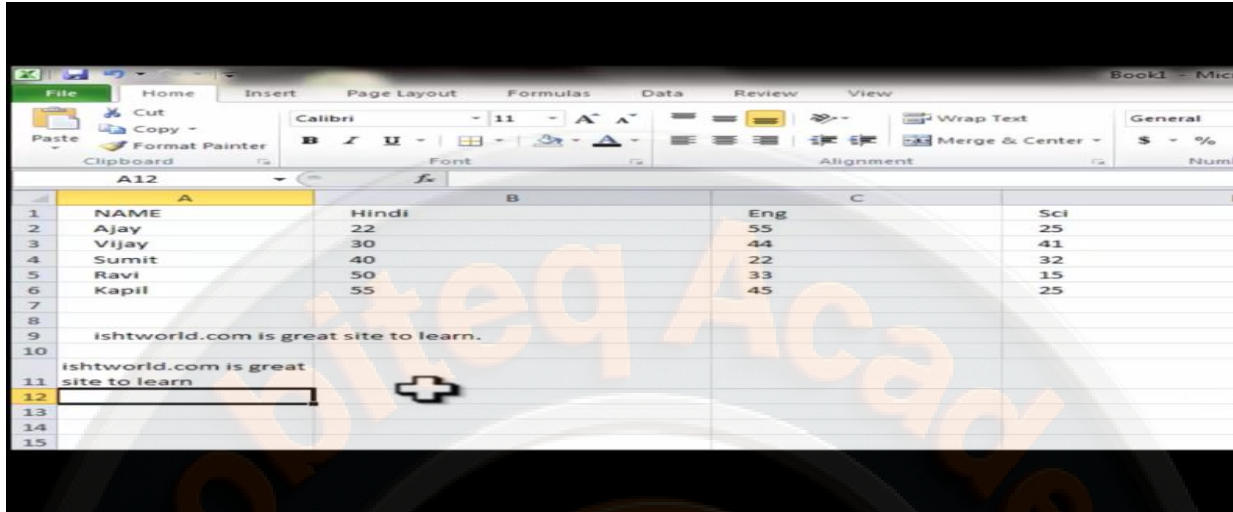 Book1 - Mic
File Home Insert Page Layout Formulas Data Review View
Cut Calibri 11 A A Wrap Text General
Paste Copy
Format Painter B I U A Merge & Center $ %
Clipboard Font Alignment Num
A12 fx
A B C
1 NAME Hindi Eng Sci
2 Ajay 22 55 25
3 Vijay 30 44 41
4 Sumit 40 22 32
5 Ravi 50 33 15
6 Kapil 55 45 25
7
8
9 ishtworld.com is great site to learn.
10
ishtworld.com is great
11 site to learn
12
13
14
15
obiteq Acade